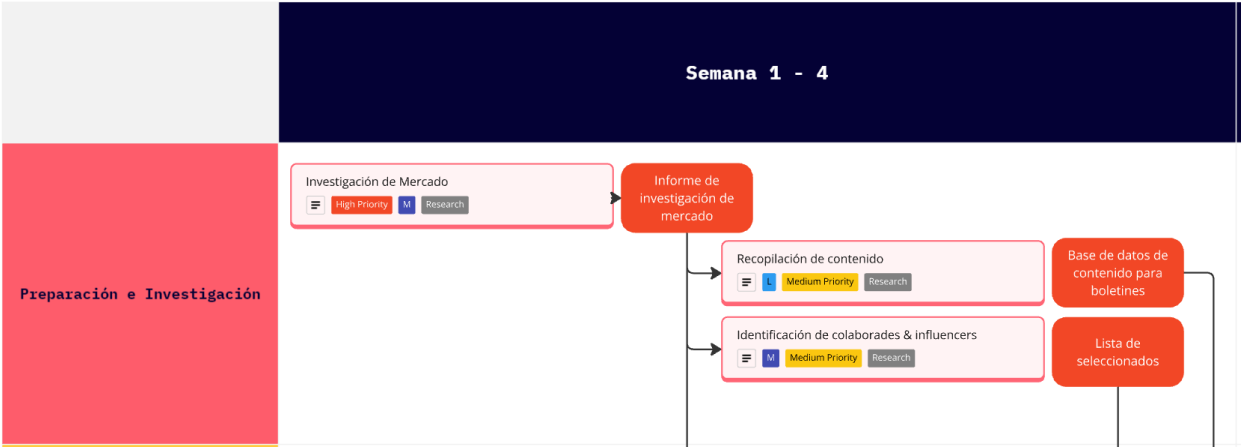 Semana 1 - 4
Preparación e Investigación
Investigación de Mercado
High Priority M Research
Informe de
investigación de
mercado
Recopilación de contenido
L Medium Priority Research
Base de datos de
contenido para
boletines
Identificación de colaborades & influencers
M Medium Priority Research
Lista de
seleccionados